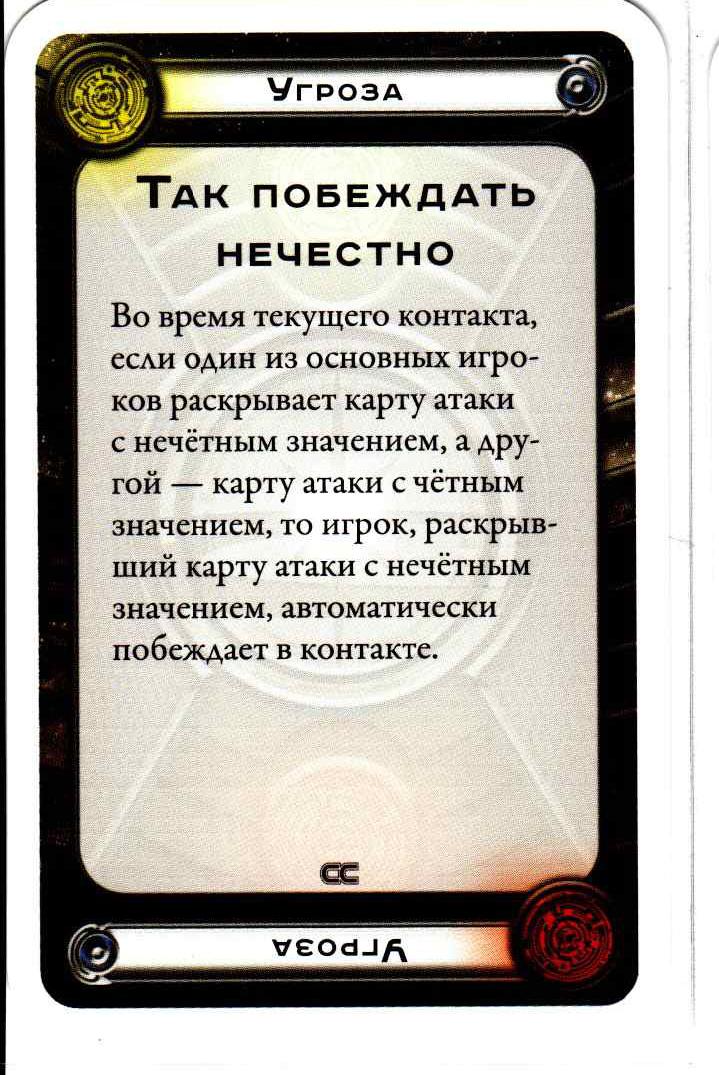 Угроза
Так побеждать
нечестно
Во время текущего контакта,
если один из основных игро-
ков раскрывает карту атаки
с нечётным значением, а дру-
гой — карту атаки с чётным
значением, то игрок, раскрыв-
ший карту атаки с нечётным
значением, автоматически
побеждает в контакте.
CC
Угроза